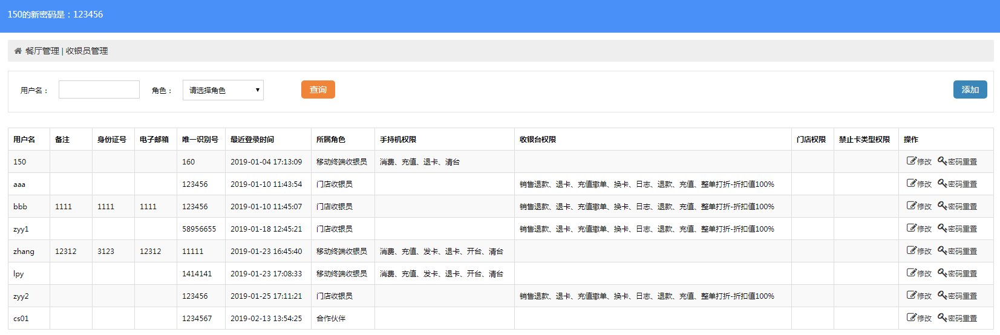 150的新密码是：123456
餐厅管理 | 收银员管理
用户名： 角色： 请选择角色 查询 添加
用户名 备注 身份证号 电子邮箱 唯一识别号 最近登录时间 所属角色 手持机权限 收银台权限 门店权限 禁止卡类型权限 操作
150 160 2019-01-04 17:13:09 移动终端收银员 消费、充值、退卡、清台 修改 密码重置
aaa 123456 2019-01-10 11:43:54 门店收银员 销售退款、退卡、充值撤单、换卡、日志、退款、充值、整单打折-折扣值100% 修改 密码重置
bbb 1111 1111 1111 123456 2019-01-10 11:45:07 门店收银员 销售退款、退卡、充值撤单、换卡、日志、退款、充值、整单打折-折扣值100% 修改 密码重置
zyy1 58956655 2019-01-18 12:45:21 门店收银员 销售退款、退卡、充值撤单、换卡、日志、退款、充值、整单打折-折扣值100% 修改 密码重置
zhang 12312 3123 12312 11111 2019-01-23 16:45:40 移动终端收银员 消费、充值、发卡、退卡、开台、清台 修改 密码重置
lpy 1414141 2019-01-23 17:08:33 移动终端收银员 消费、充值、发卡、退卡、开台、清台 修改 密码重置
zyy2 123456 2019-01-25 17:11:21 门店收银员 销售退款、退卡、充值撤单、换卡、日志、退款、充值、整单打折-折扣值100% 修改 密码重置
cs01 1234567 2019-02-13 13:54:25 合作伙伴 修改 密码重置